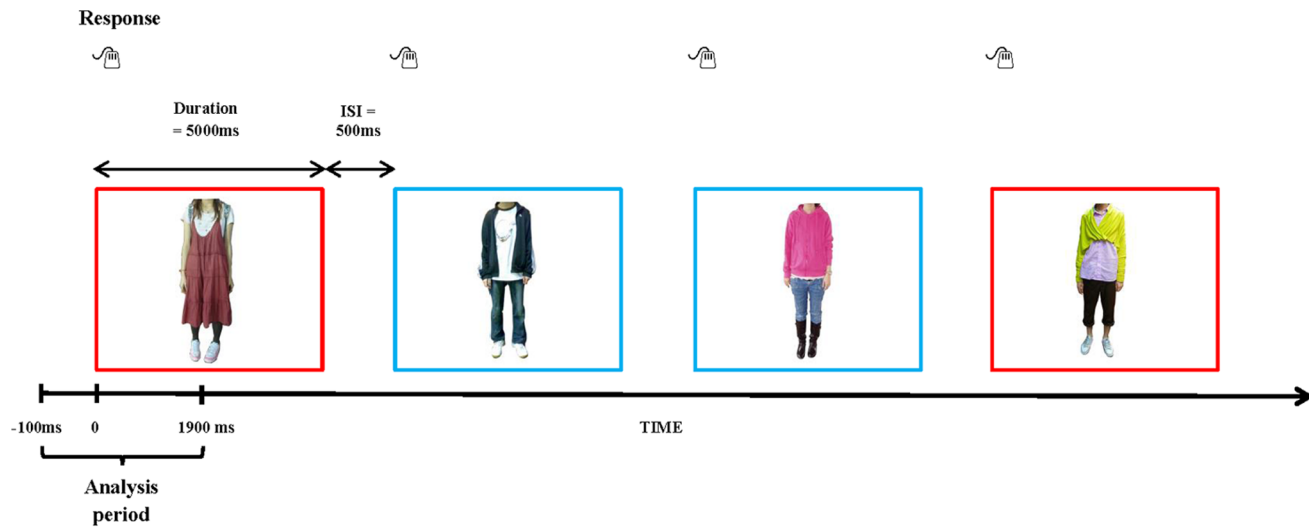 Response
Duration
= 5000ms
ISI =
500ms
-100ms 0 1900 ms TIME
Analysis
period